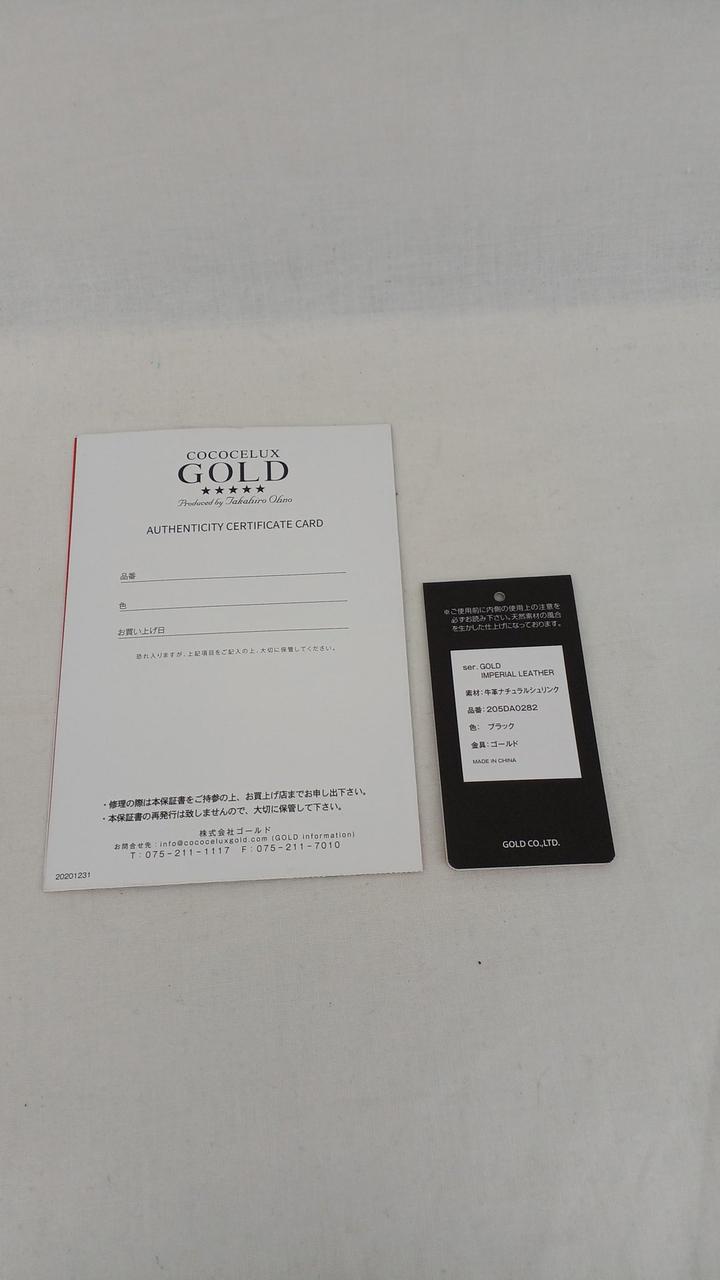 COCOCELUX
GOLD
★★★★★
Produced by Takahiro Ohno
AUTHENTICITY CERTIFICATE CARD
品番
色
お買い上げ日
恐れ入りますが、上記項目をご記入の上、大切に保管してください。
・修理の際は本保証書をご持参の上、お買上げ店までお申し出下さい。
・本保証書の再発行は致しませんので、大切に保管して下さい。
株式会社ゴールド
お問合せ先：info@cococeluxgold.com (GOLD information)
T：075-211-1117 F：075-211-7010
20201231
※ご使用前に内側の使用上の注意を
必ずお読み下さい。天然素材の風合
を生かした仕上げになっております。
ser. GOLD
IMPERIAL LEATHER
素材：牛革ナチュラルシュリンク
品番：205DA0282
色： ブラック
金具：ゴールド
MADE IN CHINA
GOLD CO.,LTD.